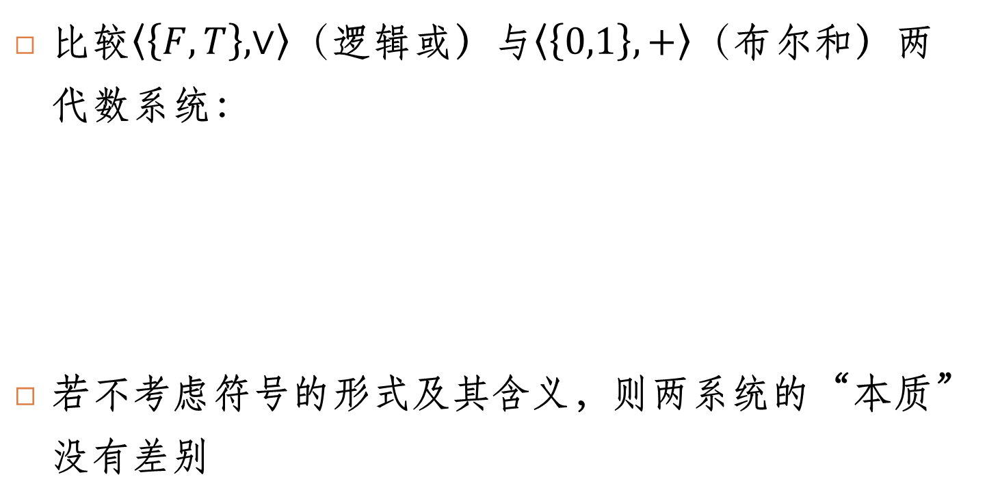 □ 比较⟨{F, T},∨⟩（逻辑或）与⟨{0,1}, +⟩（布尔和）两
代数系统：
□ 若不考虑符号的形式及其含义，则两系统的“本质”
没有差别